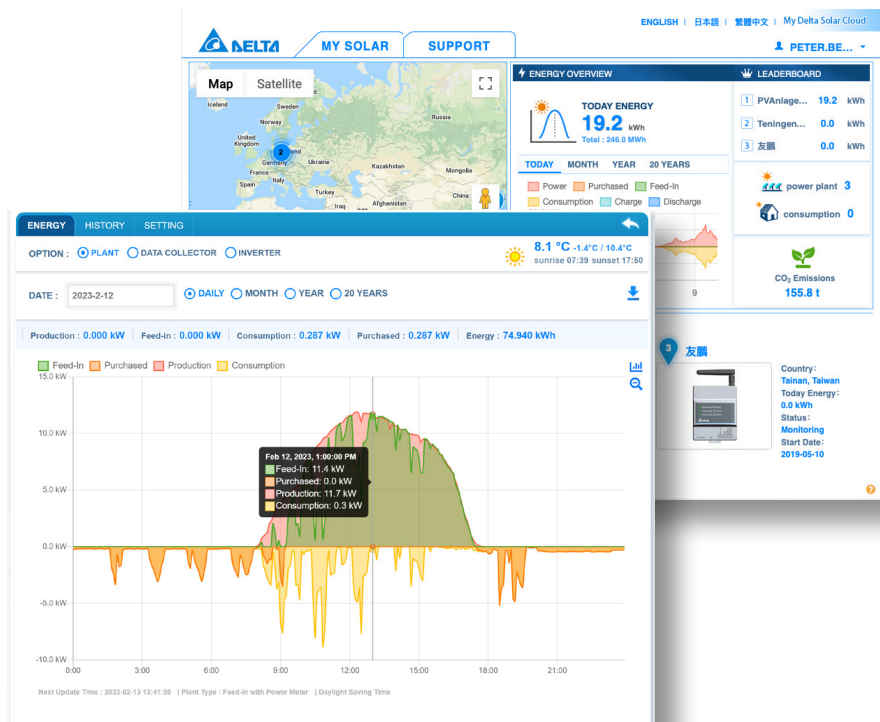 ENGLISH | 日本語 | 繁體中文 | My Delta Solar Cloud
DELTA
MY SOLAR
SUPPORT
PETER.BE...
Map
Satellite
Iceland
Sweden
Norway
Russia
United Kingdom
2
Germany
Ukraine
France
Kazakhstan
Mongolia
Spain
Italy
Turkey
China
Iraq
Iran
Afghanistan
ENERGY OVERVIEW
TODAY ENERGY
19.2 kWh
Total : 246.0 MWh
TODAY MONTH YEAR 20 YEARS
Power Purchased Feed-In
Consumption Charge Discharge
9
LEADERBOARD
1 PVAnlage... 19.2 kWh
2 Teningen... 0.0 kWh
3 友鵬 0.0 kWh
power plant 3
consumption 0
CO₂ Emissions
155.8 t
3 友鵬
Country:
Tainan, Taiwan
Today Energy:
0.0 kWh
Status:
Monitoring
Start Date:
2019-05-10
ENERGY HISTORY SETTING
OPTION : PLANT DATA COLLECTOR INVERTER
8.1 °C -1.4°C / 10.4°C
sunrise 07:39 sunset 17:50
DATE : 2023-2-12 DAILY MONTH YEAR 20 YEARS
Production : 0.000 kW Feed-in : 0.000 kW Consumption : 0.287 kW Purchased : 0.287 kW Energy : 74.940 kWh
Feed-In Purchased Production Consumption
15.0 kW
10.0 kW
5.0 kW
0.0 kW
-5.0 kW
-10.0 kW
Feb 12, 2023, 1:00:00 PM
Feed-In: 11.4 kW
Purchased: 0.0 kW
Production: 11.7 kW
Consumption: 0.3 kW
0:00 3:00 6:00 9:00 12:00 15:00 18:00 21:00
Next Update Time : 2023-02-13 13:41:55 | Plant Type : Feed-in with Power Meter | Daylight Saving Time